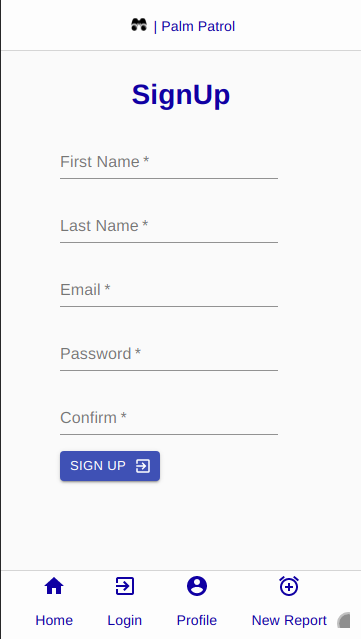 | Palm Patrol
SignUp
First Name *
Last Name *
Email *
Password *
Confirm *
SIGN UP
Home Login Profile New Report